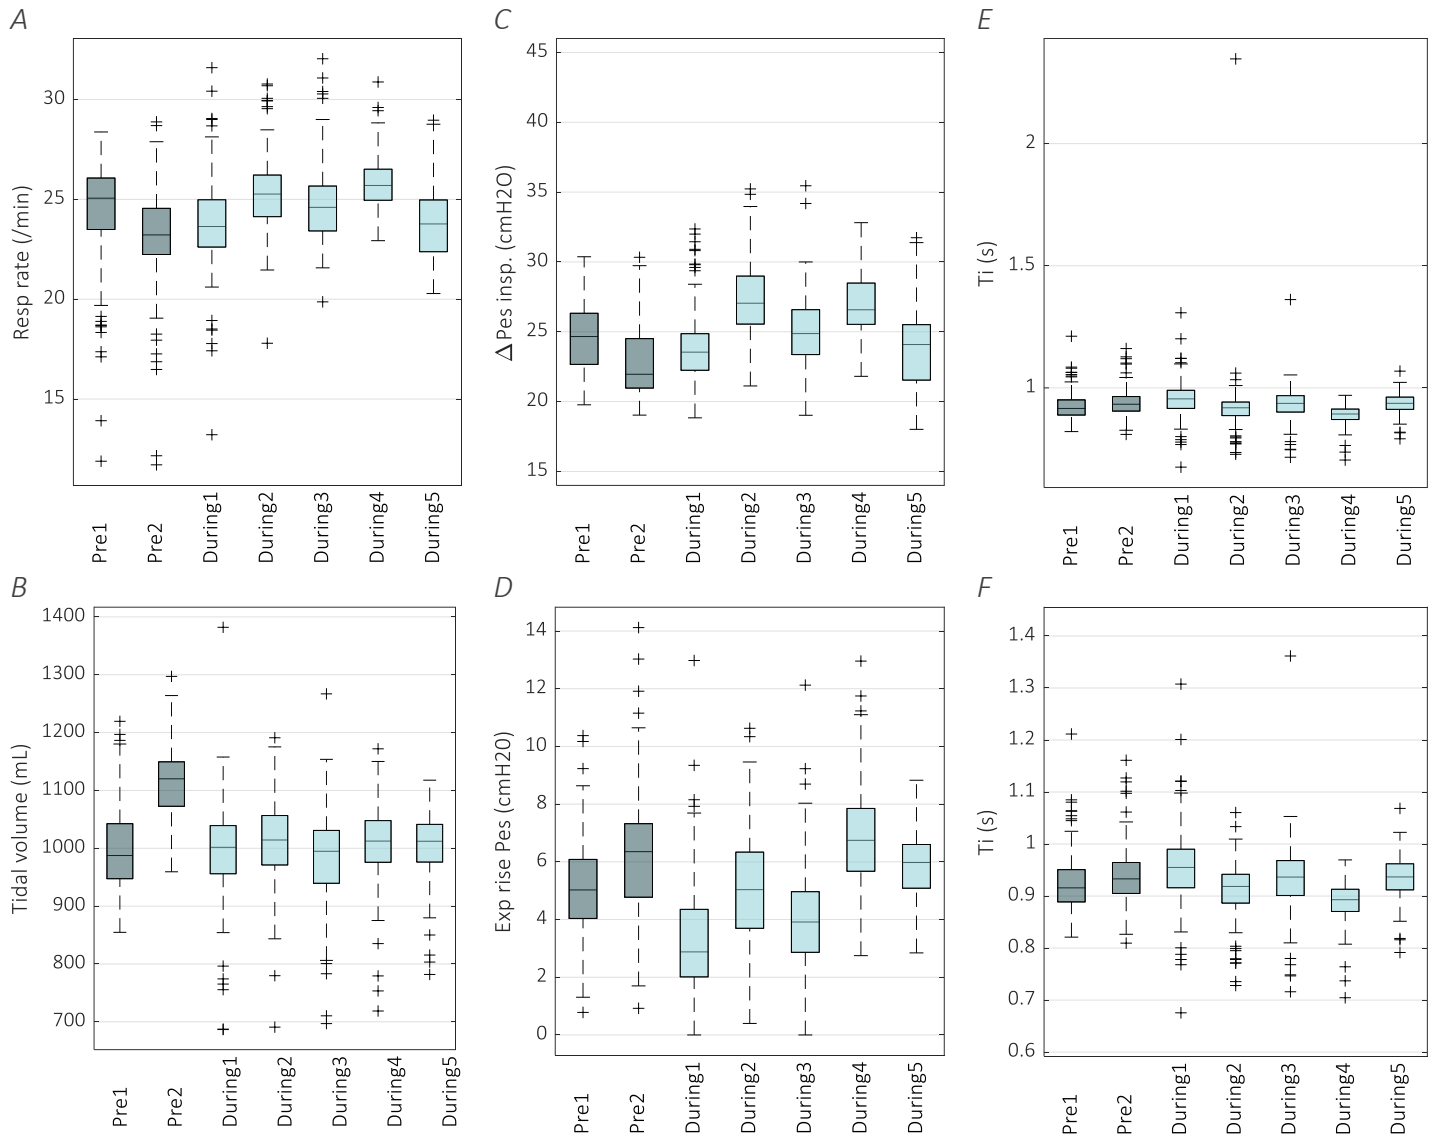 A
Resp rate (/min)
30
25
20
15
Pre1
Pre2
During1
During2
During3
During4
During5
C
Δ Pes insp. (cmH2O)
45
40
35
30
25
20
15
Pre1
Pre2
During1
During2
During3
During4
During5
E
Ti (s)
2
1.5
1
Pre1
Pre2
During1
During2
During3
During4
During5
B
Tidal volume (mL)
1400
1300
1200
1100
1000
900
800
700
Pre1
Pre2
During1
During2
During3
During4
During5
D
Exp rise Pes (cmH20)
14
12
10
8
6
4
2
0
Pre1
Pre2
During1
During2
During3
During4
During5
F
Ti (s)
1.4
1.3
1.2
1.1
1
0.9
0.8
0.7
0.6
Pre1
Pre2
During1
During2
During3
During4
During5